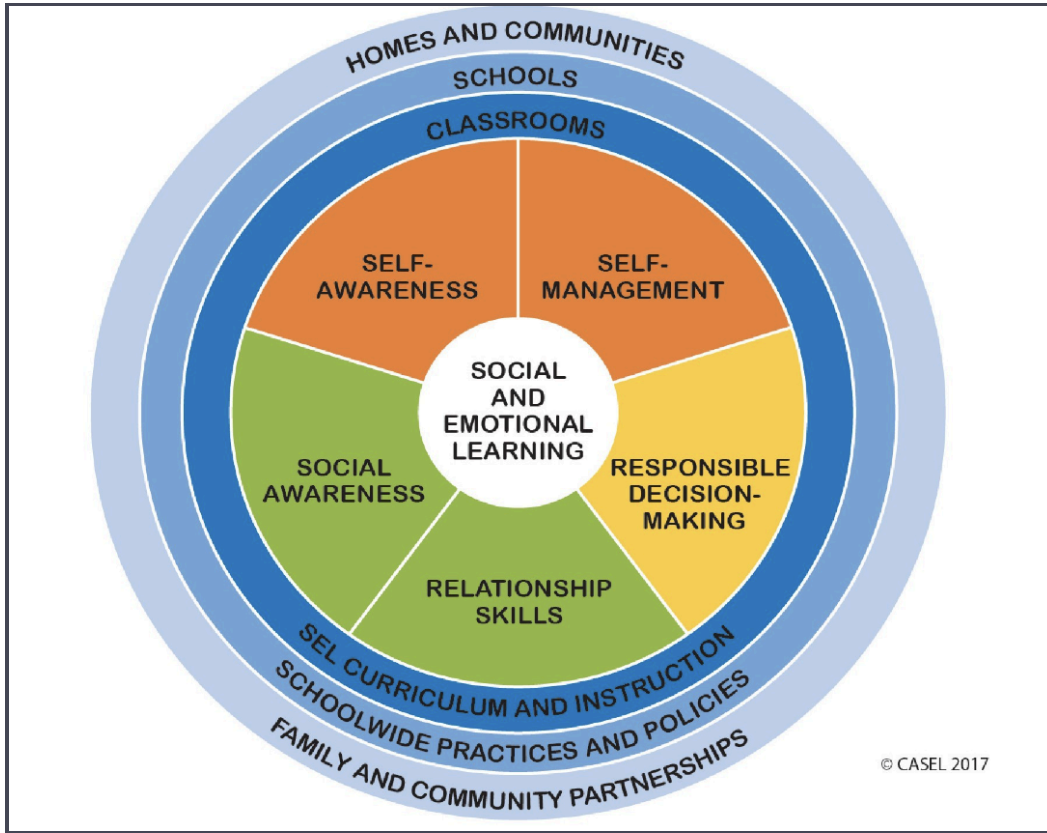 HOMES AND COMMUNITIES
SCHOOLS
CLASSROOMS
SELF-
AWARENESS
SELF-
MANAGEMENT
SOCIAL
AND
EMOTIONAL
LEARNING
SOCIAL
AWARENESS
RESPONSIBLE
DECISION-
MAKING
RELATIONSHIP
SKILLS
SEL CURRICULUM AND INSTRUCTION
SCHOOLWIDE PRACTICES AND POLICIES
FAMILY AND COMMUNITY PARTNERSHIPS
© CASEL 2017